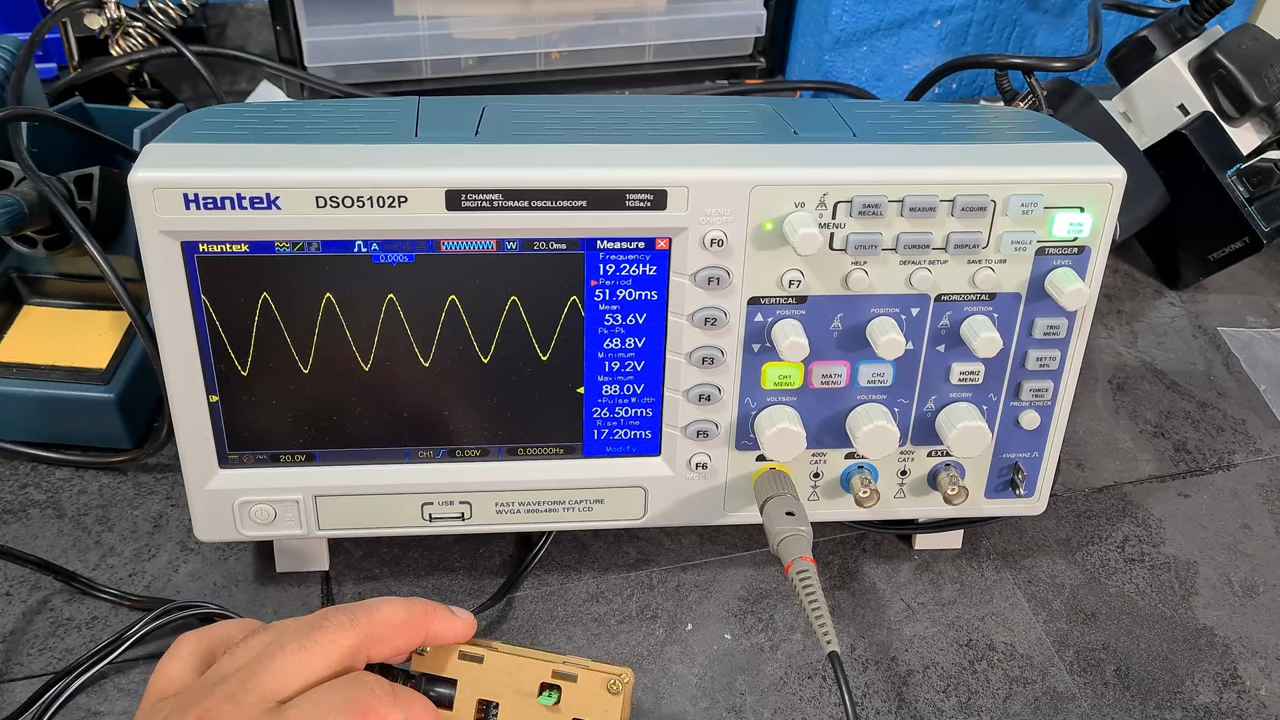 Hantek
DSO5102P
2 CHANNEL
DIGITAL STORAGE OSCILLOSCOPE
100MHz
1GSa/s
MENU
ON/OFF
F0
F1
F2
F3
F4
F5
F6
Hantek
A
W
20.0ms
0.000s
Measure
Frequency
19.26Hz
Period
51.90ms
Mean
53.6V
Pk-Pk
68.8V
Minimum
19.2V
Maximum
88.0V
+Pulse Width
26.50ms
Rise Time
17.20ms
Modify
20.0V
CH1
0.00V
0.00000Hz
USB
FAST WAVEFORM CAPTURE
WVGA (800x480) TFT LCD
V0
MENU
SAVE/
RECALL
MEASURE
ACQUIRE
AUTO
SET
UTILITY
CURSOR
DISPLAY
SINGLE
SEQ
RUN/
STOP
F7
HELP
DEFAULT SETUP
SAVE TO USB
TRIGGER
LEVEL
VERTICAL
HORIZONTAL
POSITION
POSITION
POSITION
TRIG
MENU
SET TO
50%
FORCE
TRIG
PROBE CHECK
CH1
MENU
MATH
MENU
CH2
MENU
HORIZ
MENU
VOLTS/DIV
VOLTS/DIV
SEC/DIV
400V
CAT II
400V
CAT II
EXT
~5V@1KHz
TECKNET